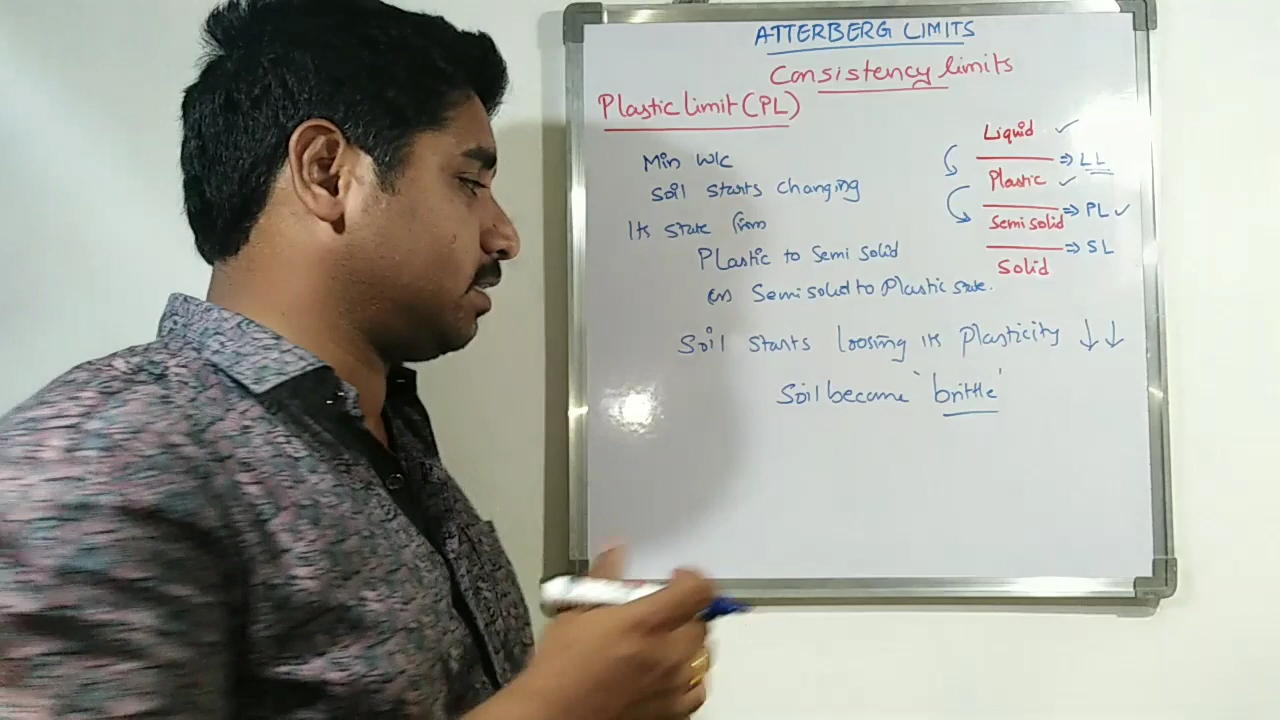 ATTERBERG LIMITS
Consistency limits
Plastic limit (PL)
Min W/C
Soil starts changing
Its state from
Plastic to Semi solid
(or) Semi solid to Plastic state.
Liquid ✓
⇒ LL
Plastic ✓
⇒ PL ✓
Semi solid
⇒ SL
Solid
Soil starts loosing its Plasticity ↓↓
Soil become 'brittle'